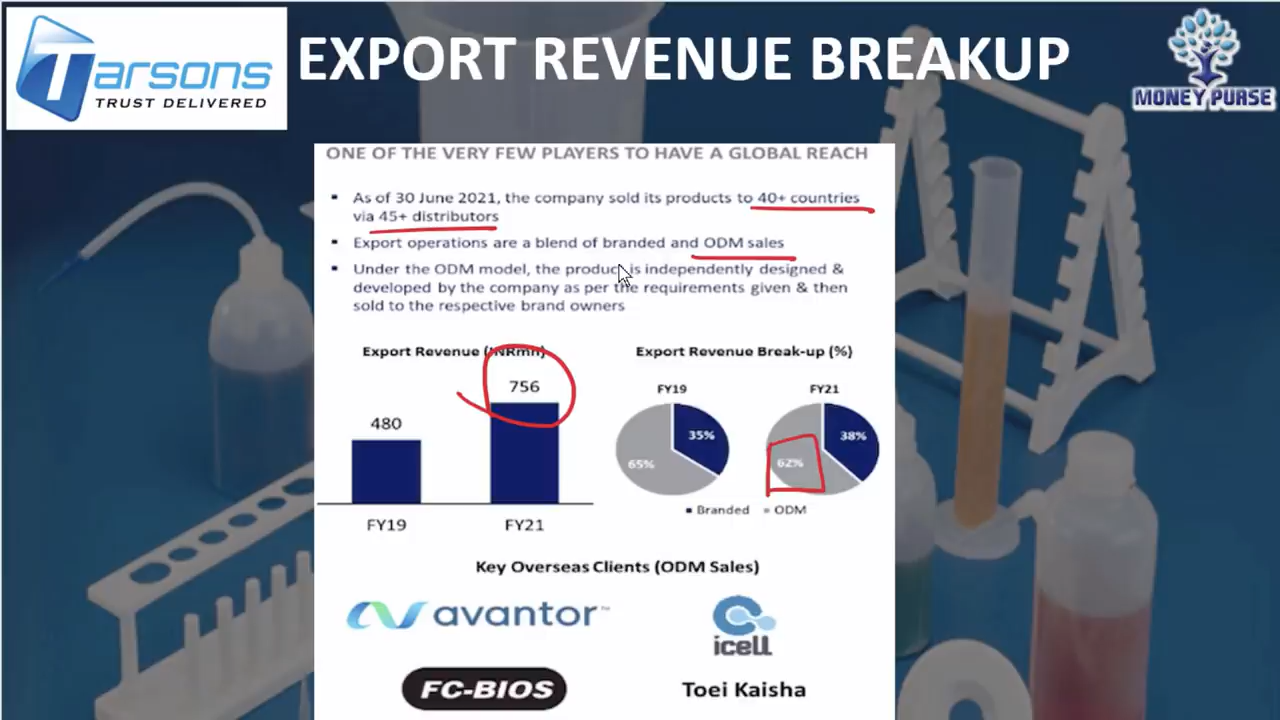 Tarsons
TRUST DELIVERED
EXPORT REVENUE BREAKUP
MONEY PURSE
ONE OF THE VERY FEW PLAYERS TO HAVE A GLOBAL REACH
▪ As of 30 June 2021, the company sold its products to 40+ countries
via 45+ distributors
▪ Export operations are a blend of branded and ODM sales
▪ Under the ODM model, the product is independently designed &
developed by the company as per the requirements given & then
sold to the respective brand owners
Export Revenue (INRmn)
756
480
FY19
FY21
Export Revenue Break-up (%)
FY19
FY21
35%
65%
38%
62%
Branded
ODM
Key Overseas Clients (ODM Sales)
avantor™
icell
FC-BIOS
Toei Kaisha